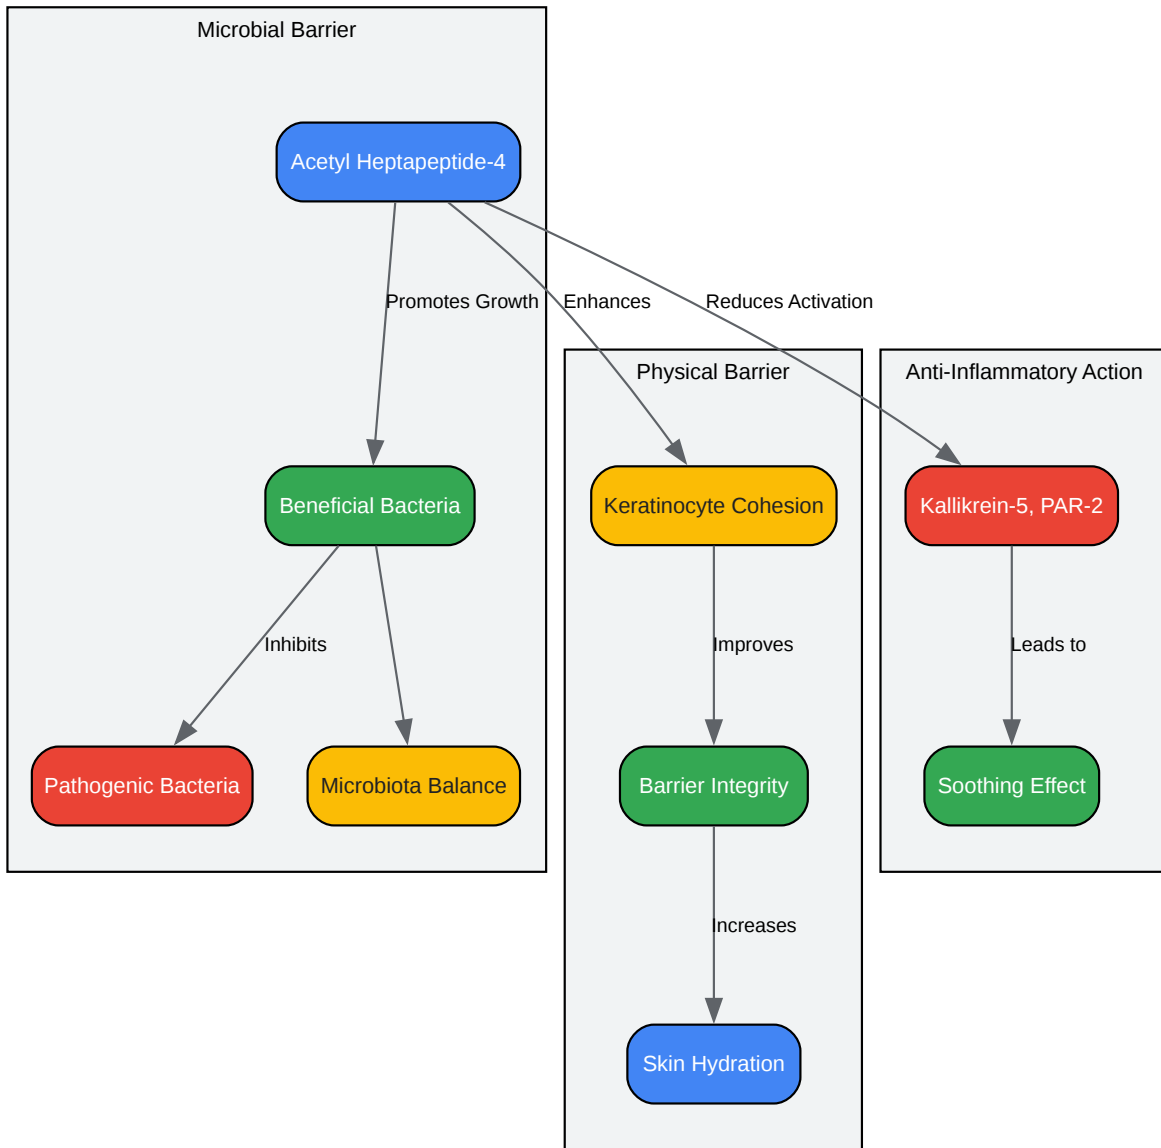 Microbial Barrier
Acetyl Heptapeptide-4
Promotes Growth
Enhances
Reduces Activation
Physical Barrier
Anti-Inflammatory Action
Beneficial Bacteria
Keratinocyte Cohesion
Kallikrein-5, PAR-2
Inhibits
Improves
Leads to
Pathogenic Bacteria
Microbiota Balance
Barrier Integrity
Soothing Effect
Increases
Skin Hydration